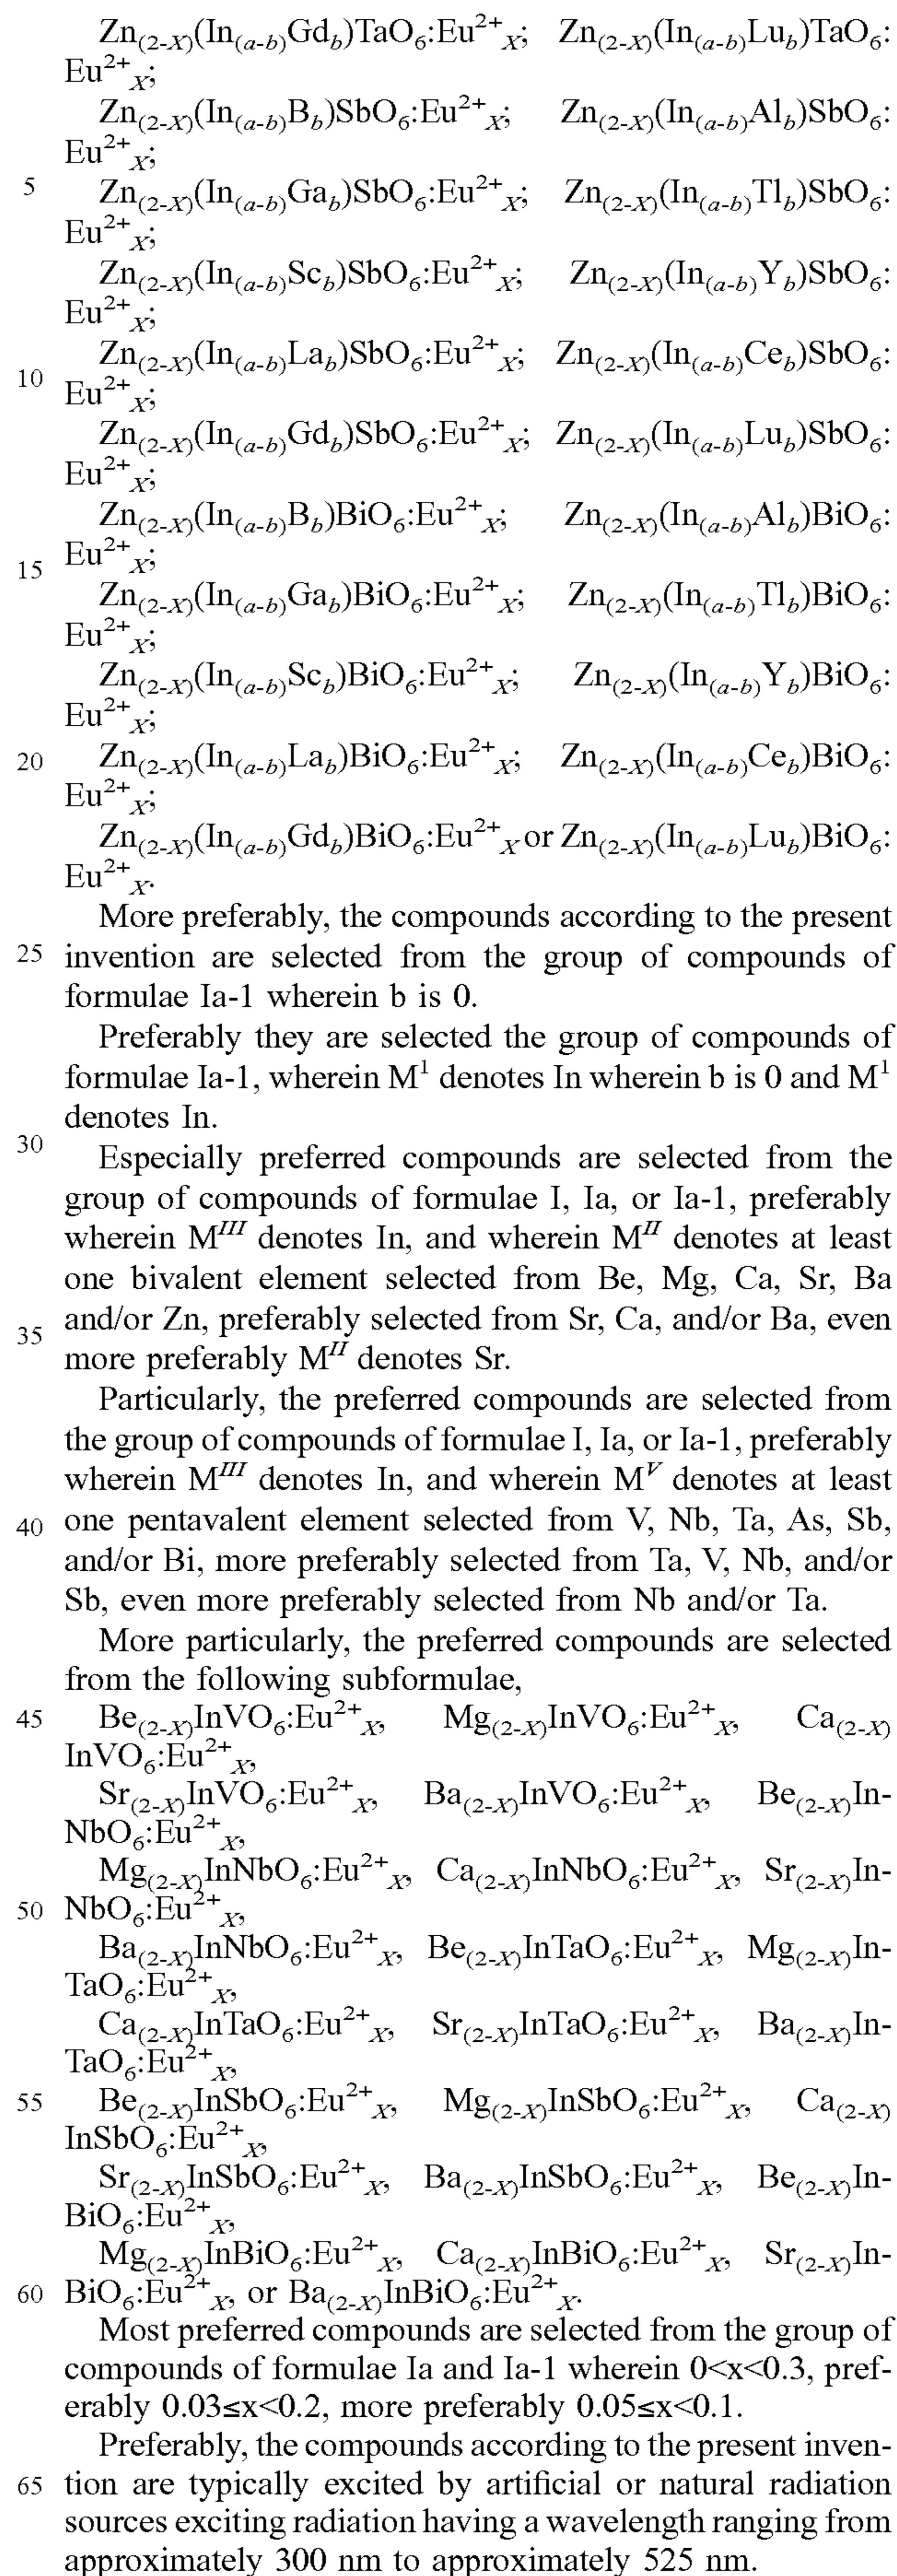 Zn(2-X)(In(a-b)Gdb)TaO6:Eu2+X; Zn(2-X)(In(a-b)Lub)TaO6:
Eu2+X;
Zn(2-X)(In(a-b)Bb)SbO6:Eu2+X; Zn(2-X)(In(a-b)Alb)SbO6:
Eu2+X;
5 Zn(2-X)(In(a-b)Gab)SbO6:Eu2+X; Zn(2-X)(In(a-b)Tlb)SbO6:
Eu2+X;
Zn(2-X)(In(a-b)Scb)SbO6:Eu2+X; Zn(2-X)(In(a-b)Yb)SbO6:
Eu2+X;
Zn(2-X)(In(a-b)Lab)SbO6:Eu2+X; Zn(2-X)(In(a-b)Ceb)SbO6:
10 Eu2+X;
Zn(2-X)(In(a-b)Gdb)SbO6:Eu2+X; Zn(2-X)(In(a-b)Lub)SbO6:
Eu2+X;
Zn(2-X)(In(a-b)Bb)BiO6:Eu2+X; Zn(2-X)(In(a-b)Alb)BiO6:
15 Eu2+X;
Zn(2-X)(In(a-b)Gab)BiO6:Eu2+X; Zn(2-X)(In(a-b)Tlb)BiO6:
Eu2+X;
Zn(2-X)(In(a-b)Scb)BiO6:Eu2+X; Zn(2-X)(In(a-b)Yb)BiO6:
Eu2+X;
20 Zn(2-X)(In(a-b)Lab)BiO6:Eu2+X; Zn(2-X)(In(a-b)Ceb)BiO6:
Eu2+X;
Zn(2-X)(In(a-b)Gdb)BiO6:Eu2+X or Zn(2-X)(In(a-b)Lub)BiO6:
Eu2+X.
More preferably, the compounds according to the present
25 invention are selected from the group of compounds of
formulae Ia-1 wherein b is 0.
Preferably they are selected the group of compounds of
formulae Ia-1, wherein M1 denotes In wherein b is 0 and M1
denotes In.
30 Especially preferred compounds are selected from the
group of compounds of formulae I, Ia, or Ia-1, preferably
wherein MIII denotes In, and wherein MII denotes at least
one bivalent element selected from Be, Mg, Ca, Sr, Ba
35 and/or Zn, preferably selected from Sr, Ca, and/or Ba, even
more preferably MII denotes Sr.
Particularly, the preferred compounds are selected from
the group of compounds of formulae I, Ia, or Ia-1, preferably
wherein MIII denotes In, and wherein MV denotes at least
40 one pentavalent element selected from V, Nb, Ta, As, Sb,
and/or Bi, more preferably selected from Ta, V, Nb, and/or
Sb, even more preferably selected from Nb and/or Ta.
More particularly, the preferred compounds are selected
from the following subformulae,
45 Be(2-X)InVO6:Eu2+X, Mg(2-X)InVO6:Eu2+X, Ca(2-X)
InVO6:Eu2+X,
Sr(2-X)InVO6:Eu2+X, Ba(2-X)InVO6:Eu2+X, Be(2-X)In-
NbO6:Eu2+X,
Mg(2-X)InNbO6:Eu2+X, Ca(2-X)InNbO6:Eu2+X, Sr(2-X)In-
50 NbO6:Eu2+X,
Ba(2-X)InNbO6:Eu2+X, Be(2-X)InTaO6:Eu2+X, Mg(2-X)In-
TaO6:Eu2+X,
Ca(2-X)InTaO6:Eu2+X, Sr(2-X)InTaO6:Eu2+X, Ba(2-X)In-
TaO6:Eu2+X,
55 Be(2-X)InSbO6:Eu2+X, Mg(2-X)InSbO6:Eu2+X, Ca(2-X)
InSbO6:Eu2+X,
Sr(2-X)InSbO6:Eu2+X, Ba(2-X)InSbO6:Eu2+X, Be(2-X)In-
BiO6:Eu2+X,
Mg(2-X)InBiO6:Eu2+X, Ca(2-X)InBiO6:Eu2+X, Sr(2-X)In-
60 BiO6:Eu2+X, or Ba(2-X)InBiO6:Eu2+X.
Most preferred compounds are selected from the group of
compounds of formulae Ia and Ia-1 wherein 0<x<0.3, pref-
erably 0.03≤x<0.2, more preferably 0.05≤x<0.1.
Preferably, the compounds according to the present inven-
65 tion are typically excited by artificial or natural radiation
sources exciting radiation having a wavelength ranging from
approximately 300 nm to approximately 525 nm.